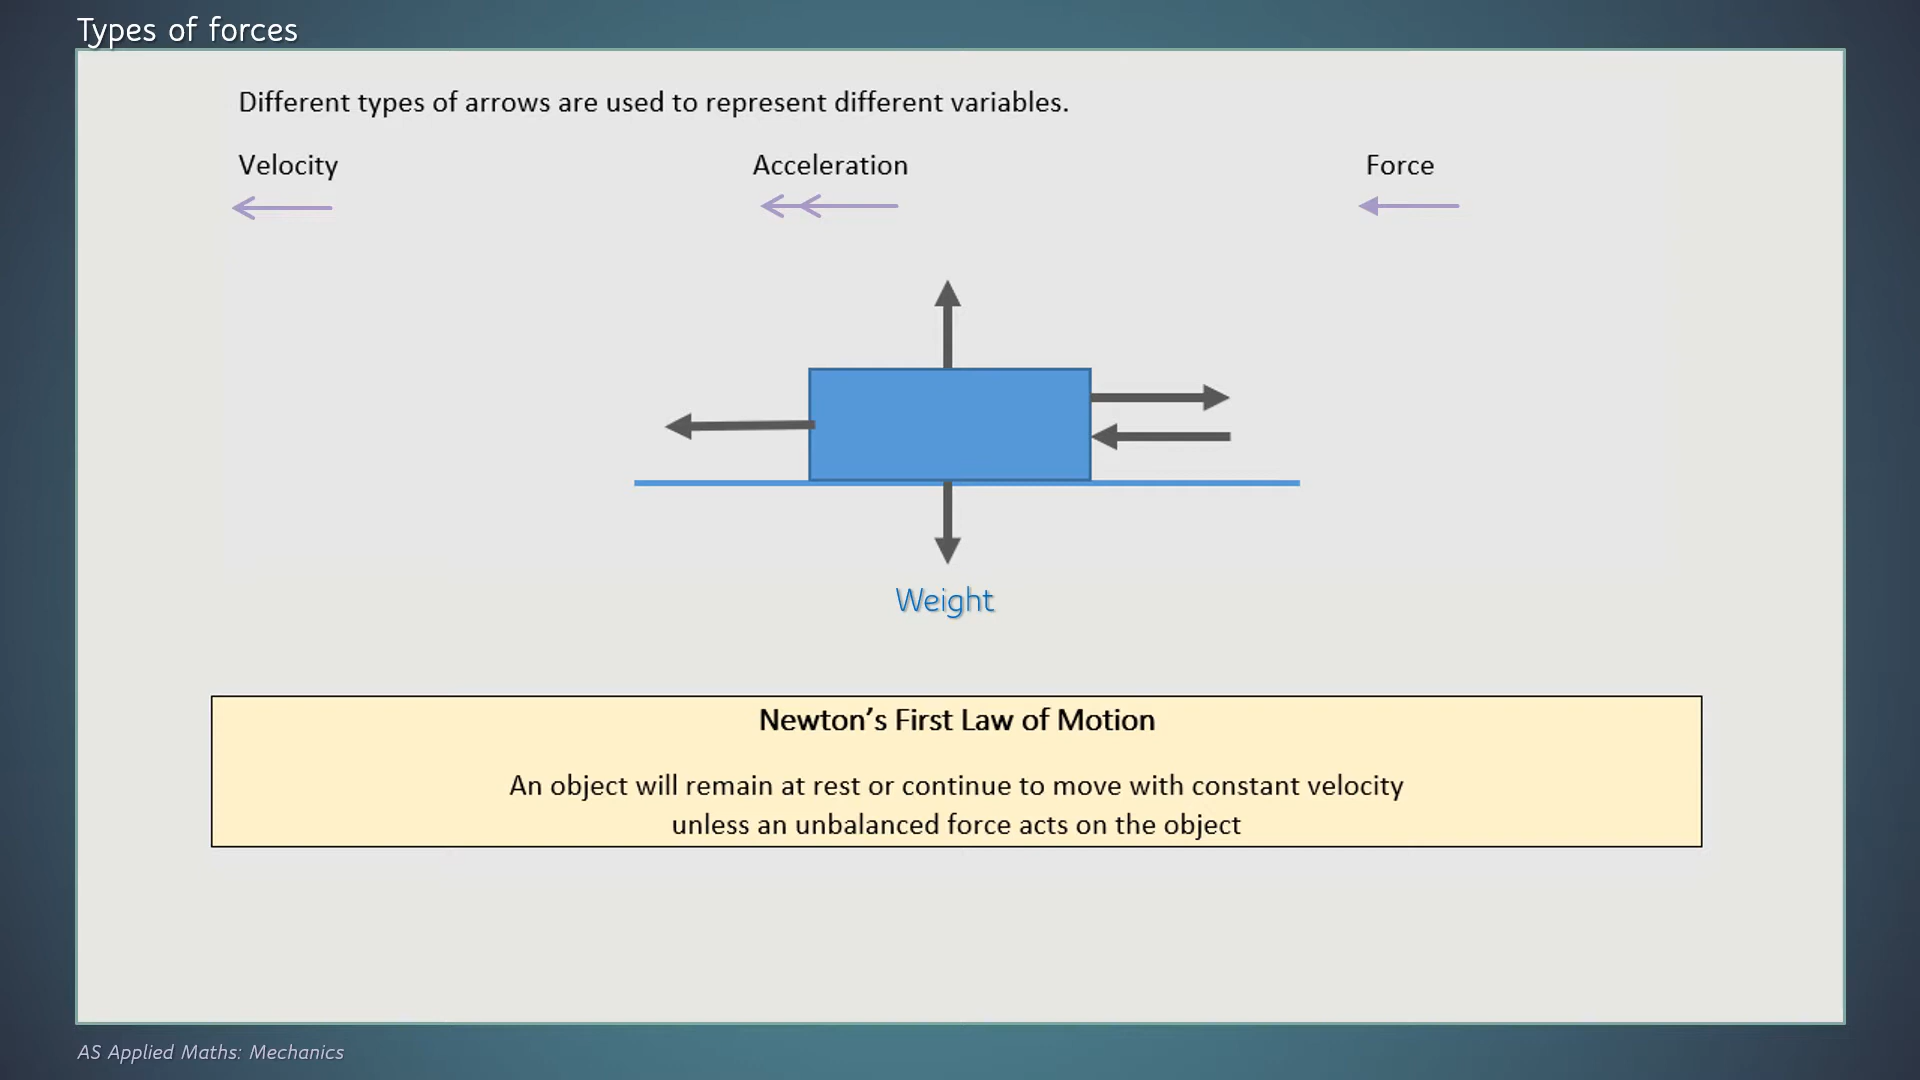 Types of forces
Different types of arrows are used to represent different variables.
Velocity
Acceleration
Force
Weight
Newton’s First Law of Motion
An object will remain at rest or continue to move with constant velocity
unless an unbalanced force acts on the object
AS Applied Maths: Mechanics